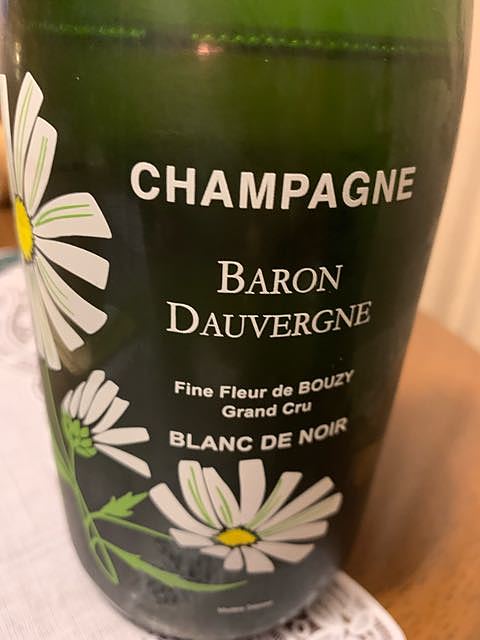 CHAMPAGNE
BARON
DAUVERGNE
Fine Fleur de BOUZY
Grand Cru
BLANC DE NOIR